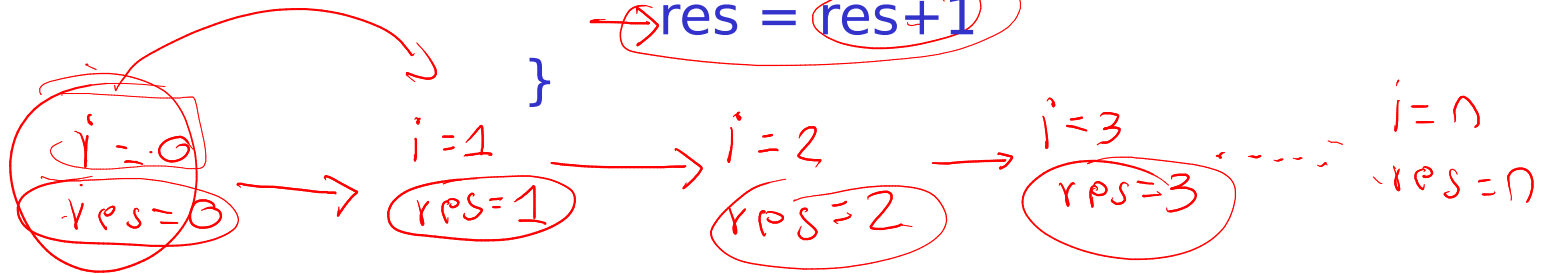 res = res+1
}
i=0 i=1 i=2 i=3 ..... i=n
res=0 res=1 res=2 res=3 res=n